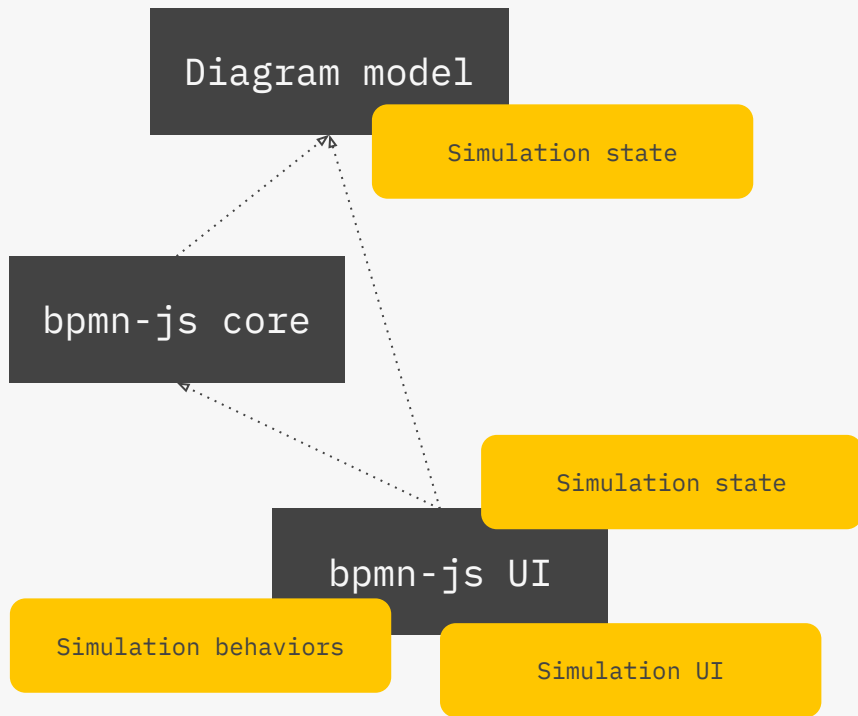 Diagram model
Simulation state
bpmn-js core
Simulation state
bpmn-js UI
Simulation behaviors
Simulation UI